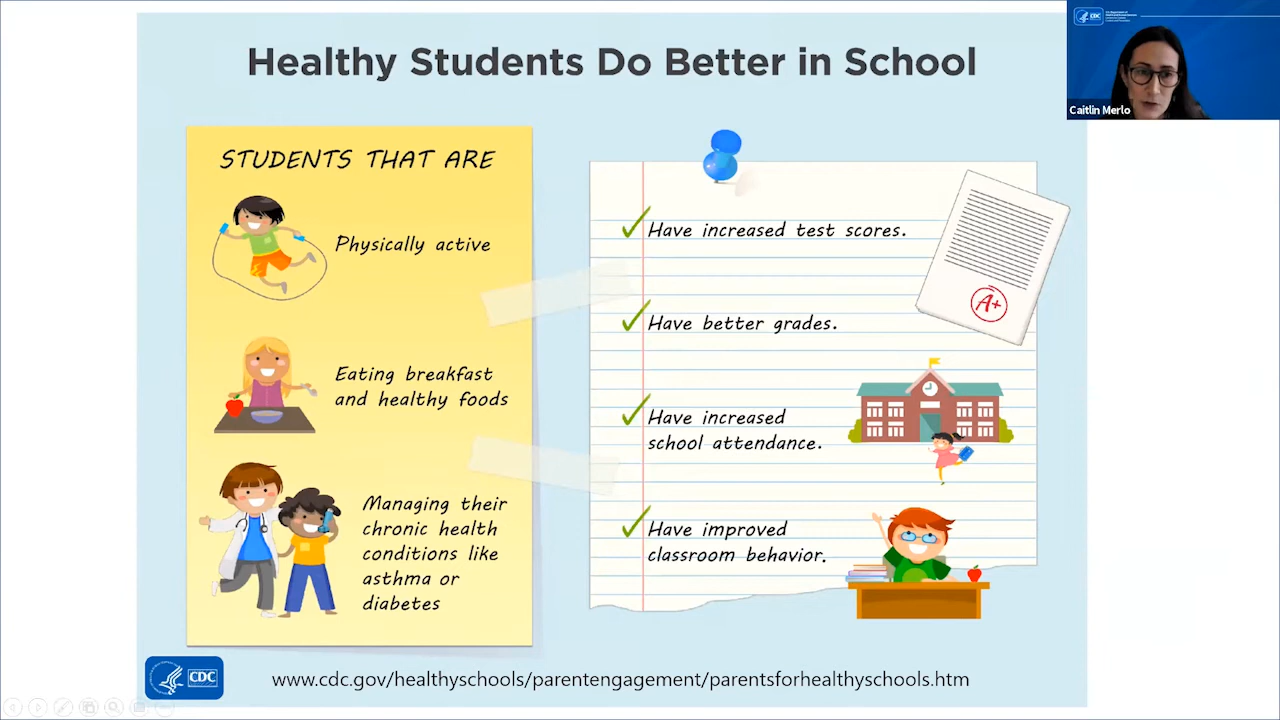 Healthy Students Do Better in School
CDC
Caitlin Merlo
STUDENTS THAT ARE
Physically active
Eating breakfast
and healthy foods
Managing their
chronic health
conditions like
asthma or
diabetes
Have increased test scores.
A+
Have better grades.
Have increased
school attendance.
Have improved
classroom behavior.
CDC
www.cdc.gov/healthyschools/parentengagement/parentsforhealthyschools.htm